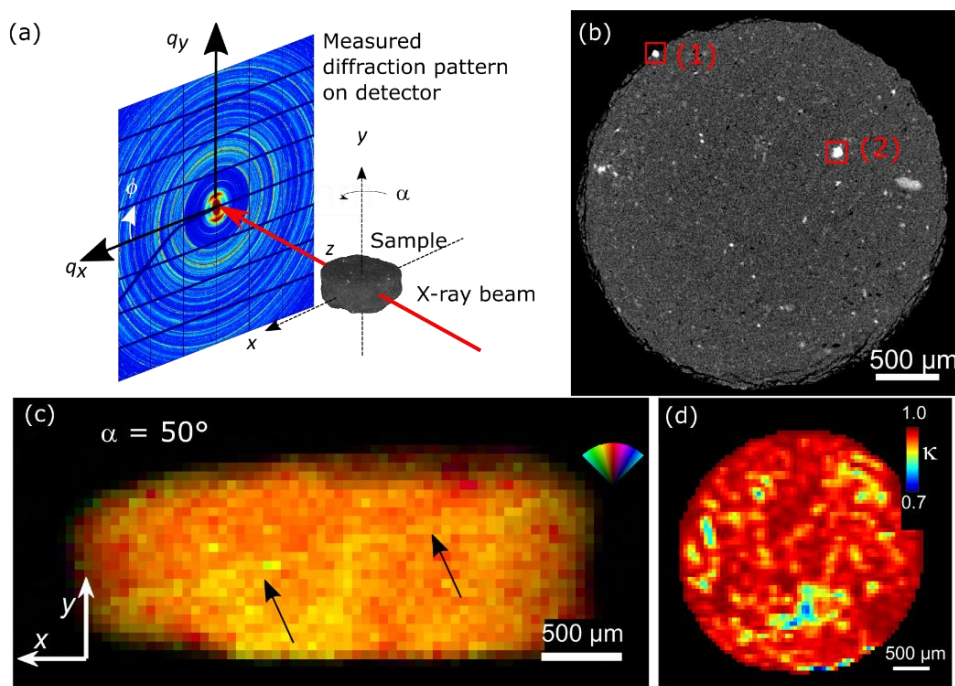 (a)
qy
Measured
diffraction pattern
on detector
y
α
ϕ
Sample
z
qx
X-ray beam
x
(b)
(1)
(2)
500 µm
(c)
α = 50°
y
x
500 µm
(d)
1.0
κ
0.7
500 µm